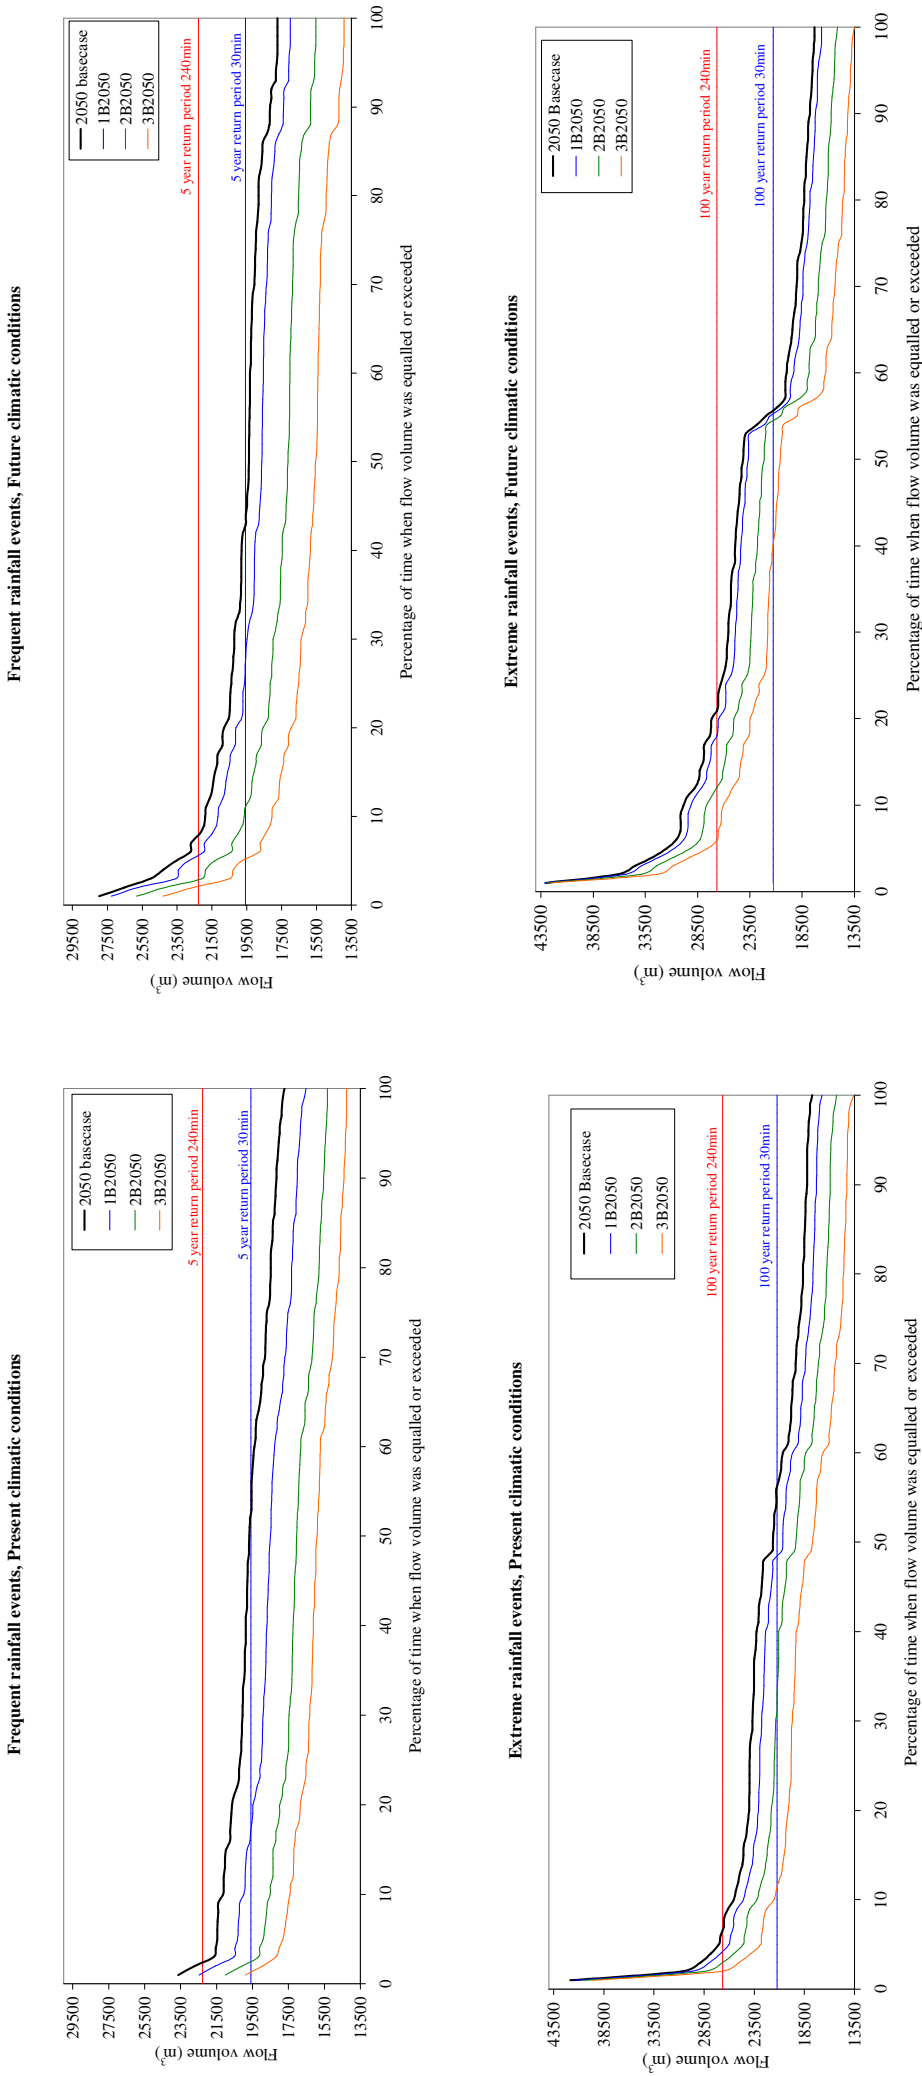 Frequent rainfall events, Present climatic conditions
29500
27500
25500
23500
21500
19500
17500
15500
13500
Flow volume (m³)
2050 basecase
1B2050
2B2050
3B2050
5 year return period 240min
5 year return period 30min
0 10 20 30 40 50 60 70 80 90 100
Percentage of time when flow volume was equalled or exceeded
Frequent rainfall events, Future climatic conditions
29500
27500
25500
23500
21500
19500
17500
15500
13500
Flow volume (m³)
2050 basecase
1B2050
2B2050
3B2050
5 year return period 240min
5 year return period 30min
0 10 20 30 40 50 60 70 80 90 100
Percentage of time when flow volume was equalled or exceeded
Extreme rainfall events, Present climatic conditions
43500
38500
33500
28500
23500
18500
13500
Flow volume (m³)
2050 Basecase
1B2050
2B2050
3B2050
100 year return period 240min
100 year return period 30min
0 10 20 30 40 50 60 70 80 90 100
Percentage of time when flow volume was equalled or exceeded
Extreme rainfall events, Future climatic conditions
43500
38500
33500
28500
23500
18500
13500
Flow volume (m³)
2050 Basecase
1B2050
2B2050
3B2050
100 year return period 240min
100 year return period 30min
0 10 20 30 40 50 60 70 80 90 100
Percentage of time when flow volume was equalled or exceeded